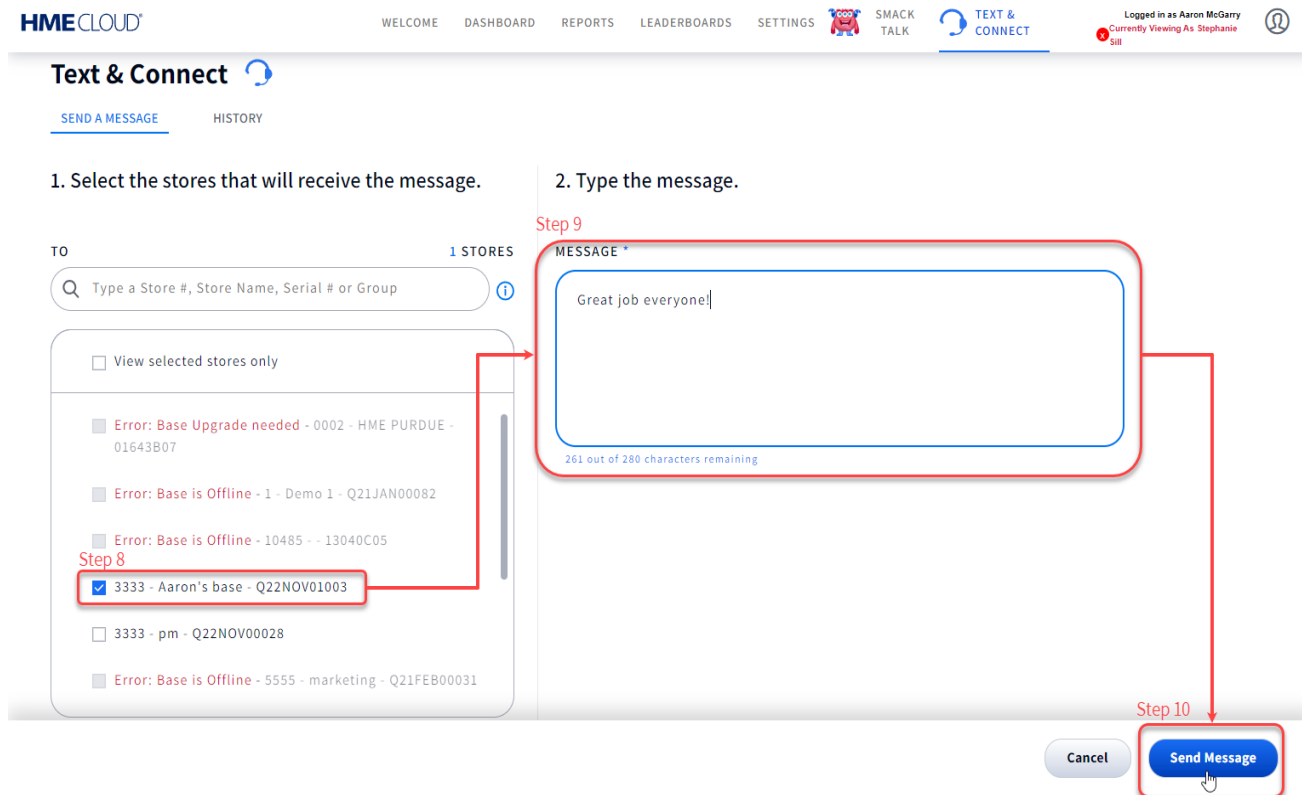 HMECLOUD®
WELCOME DASHBOARD REPORTS LEADERBOARDS SETTINGS SMACK TALK TEXT & CONNECT
Logged in as Aaron McGarry
x Currently Viewing As Stephanie
Sill
Text & Connect
SEND A MESSAGE HISTORY
1. Select the stores that will receive the message.
TO 1 STORES
Type a Store #, Store Name, Serial # or Group
View selected stores only
Error: Base Upgrade needed - 0002 - HME PURDUE -
01643B07
Error: Base is Offline - 1 - Demo 1 - Q21JAN00082
Error: Base is Offline - 10485 - - 13040C05
Step 8
3333 - Aaron's base - Q22NOV01003
3333 - pm - Q22NOV00028
Error: Base is Offline - 5555 - marketing - Q21FEB00031
2. Type the message.
Step 9
MESSAGE *
Great job everyone!
261 out of 280 characters remaining
Step 10
Cancel Send Message